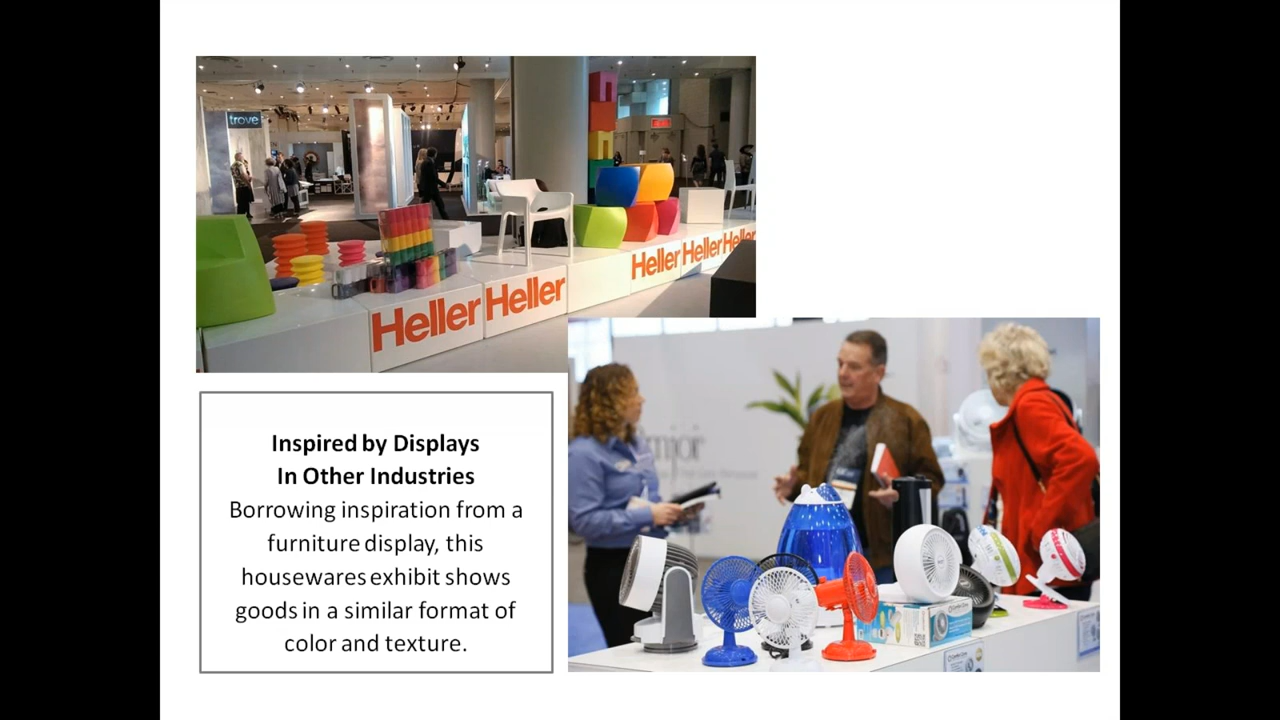 trove
Heller Heller Heller Heller Heller
Inspired by Displays
In Other Industries
Borrowing inspiration from a
furniture display, this
housewares exhibit shows
goods in a similar format of
color and texture.